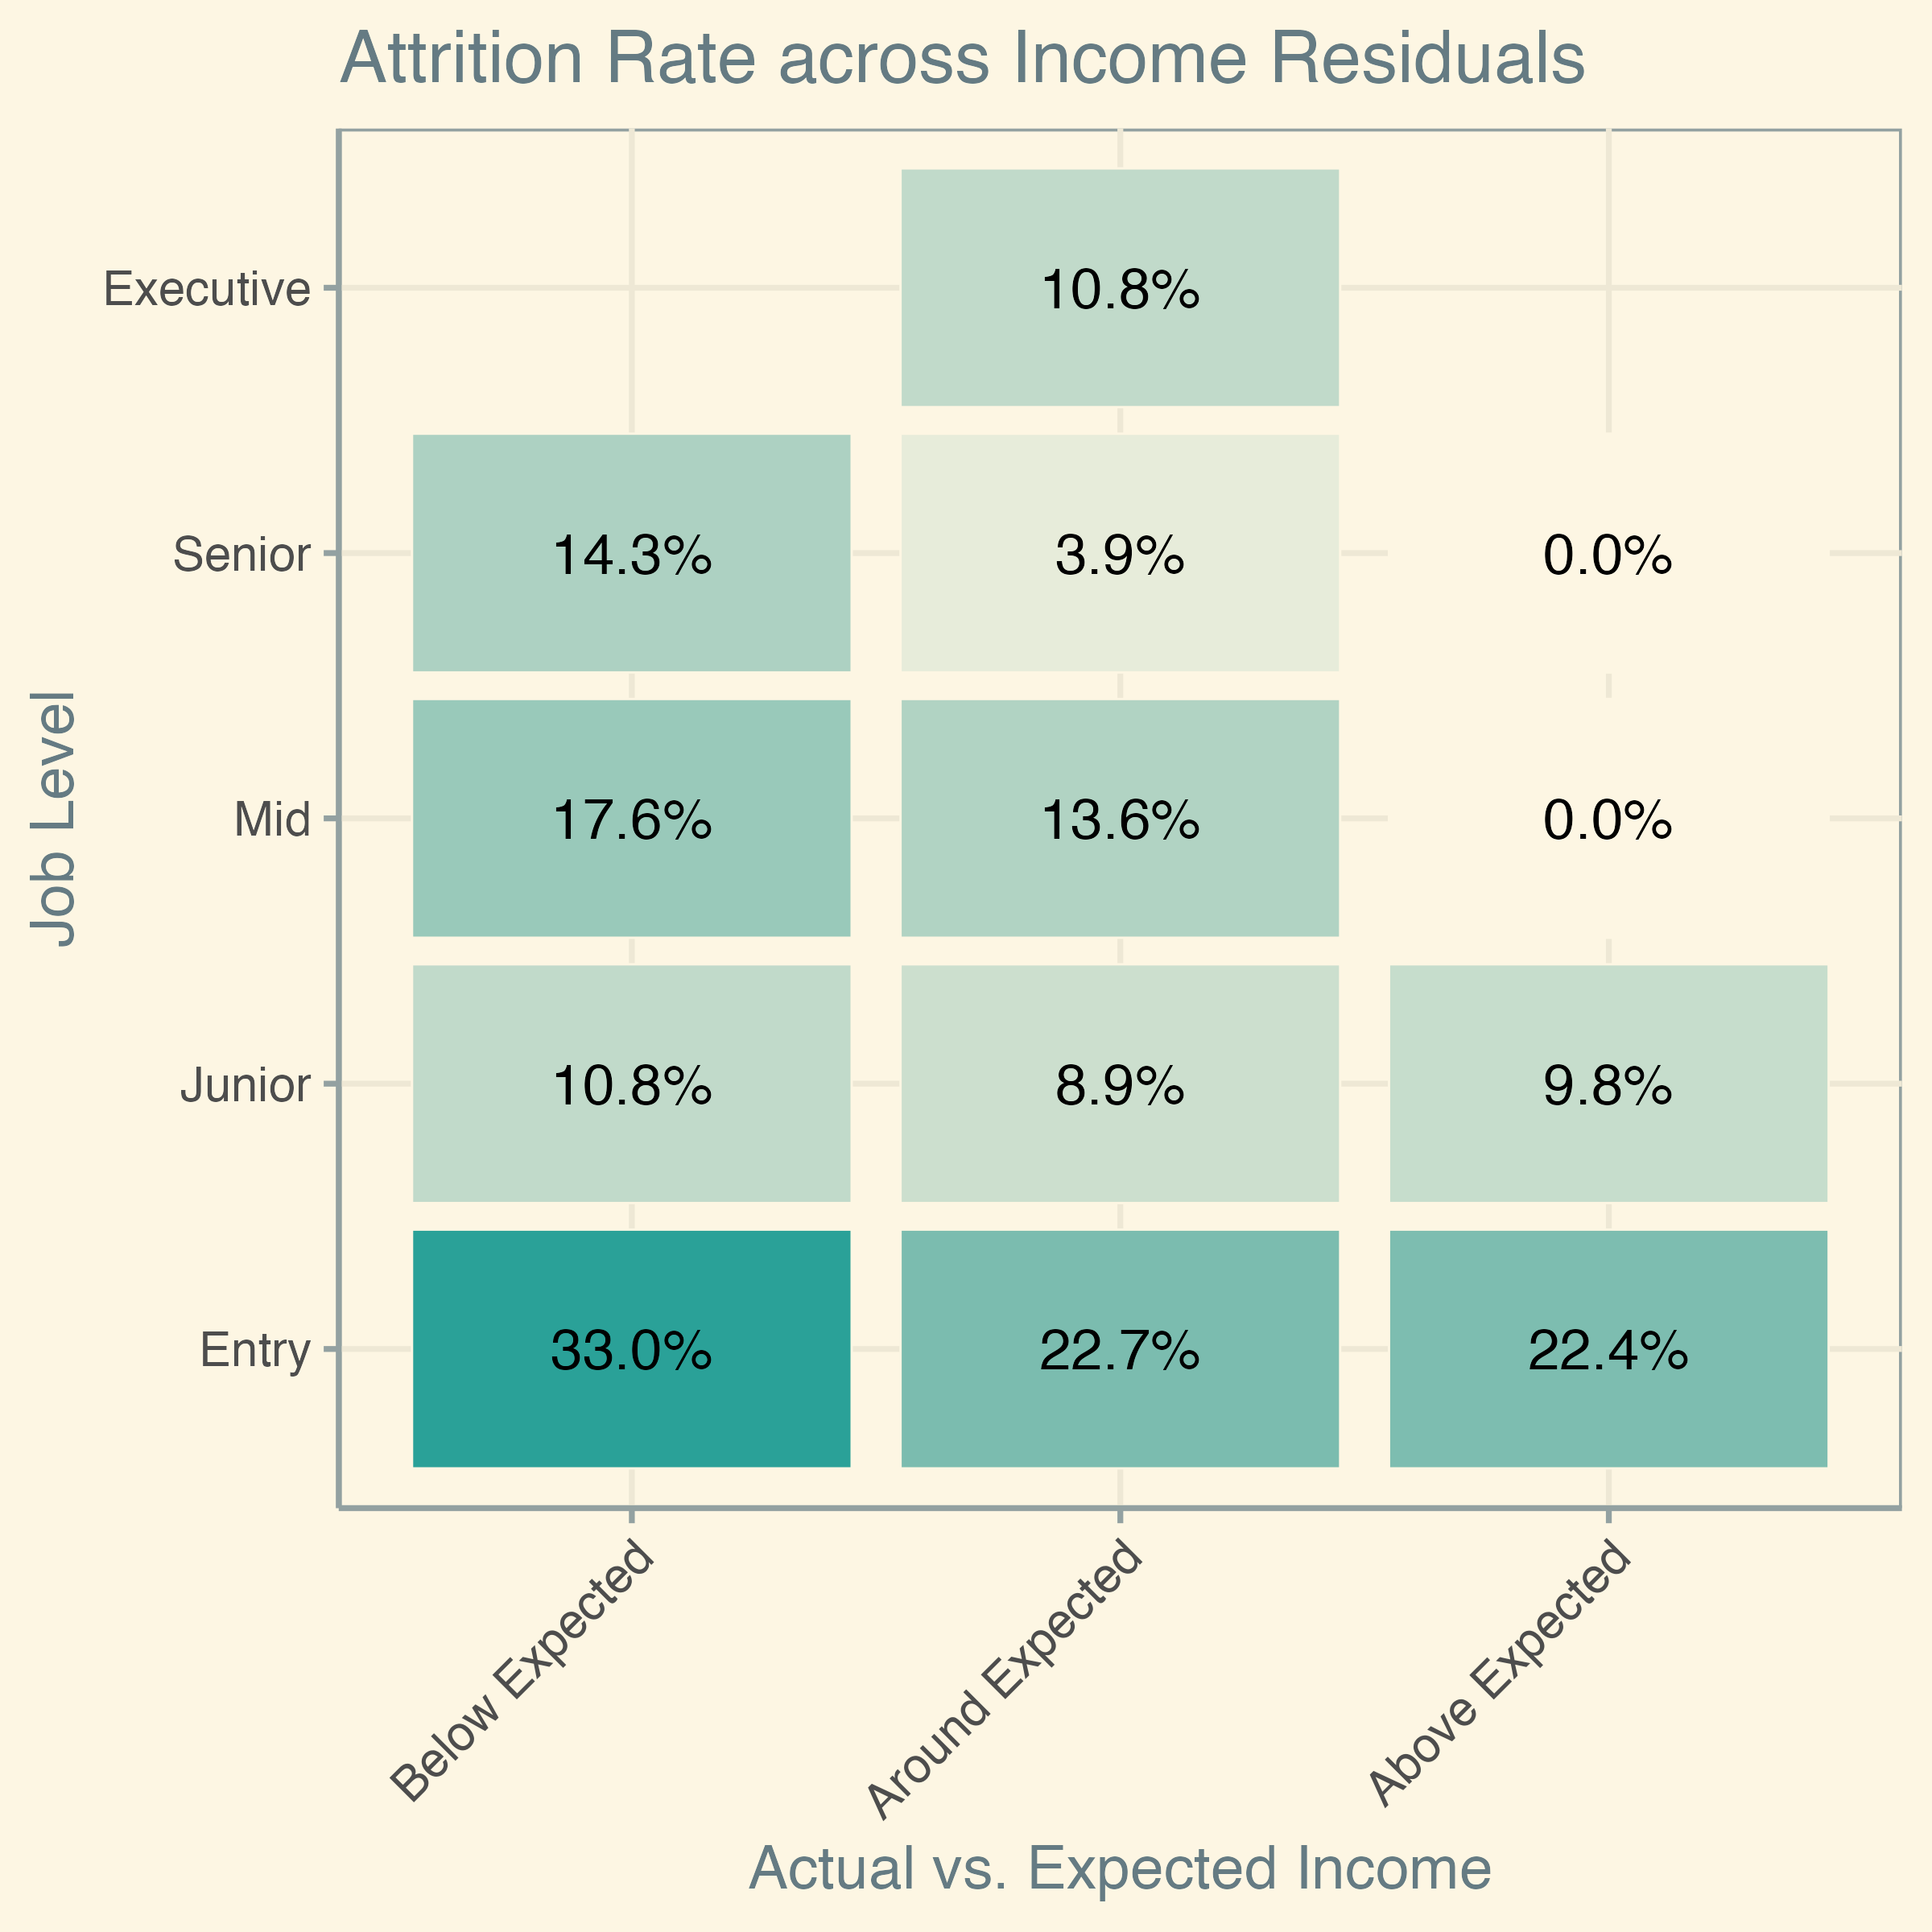 Attrition Rate across Income Residuals
Job Level
Executive
10.8%
Senior
14.3%
3.9%
0.0%
Mid
17.6%
13.6%
0.0%
Junior
10.8%
8.9%
9.8%
Entry
33.0%
22.7%
22.4%
Below Expected
Around Expected
Above Expected
Actual vs. Expected Income